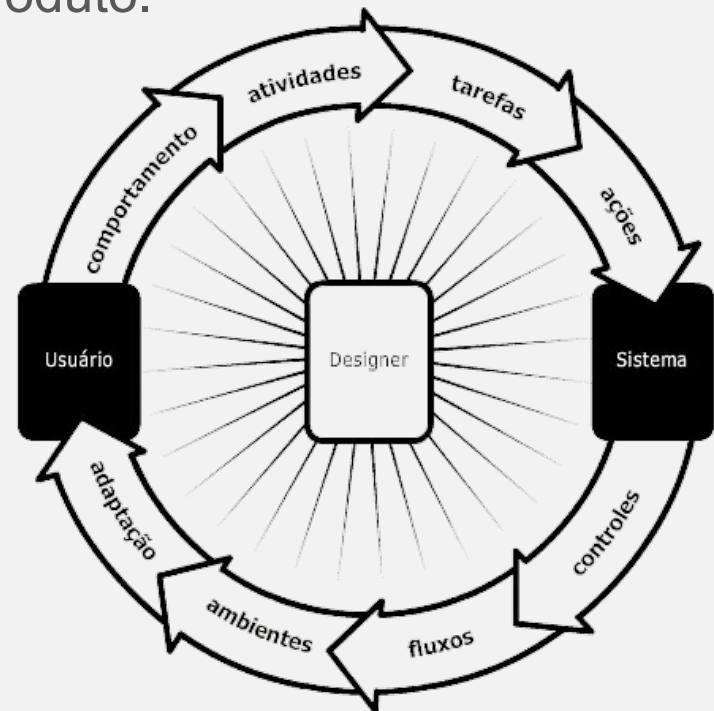 atividades
tarefas
comportamento
ações
Usuário
Designer
Sistema
adaptação
controles
ambientes
fluxos